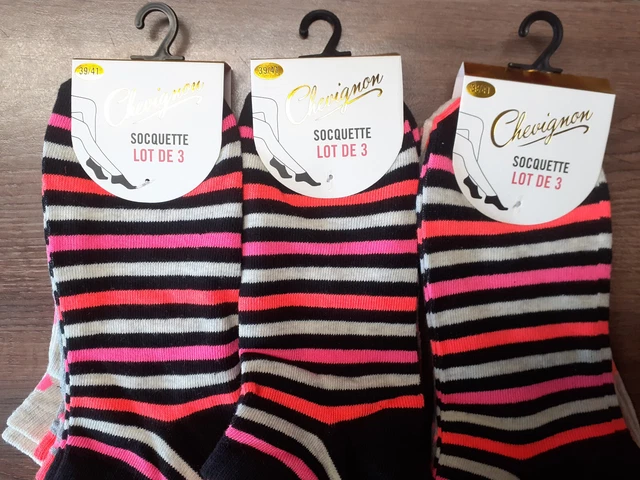 39/41
Chevignon
SOCQUETTE
LOT DE 3
39/41
Chevignon
SOCQUETTE
LOT DE 3
Chevignon
SOCQUETTE
LOT DE 3